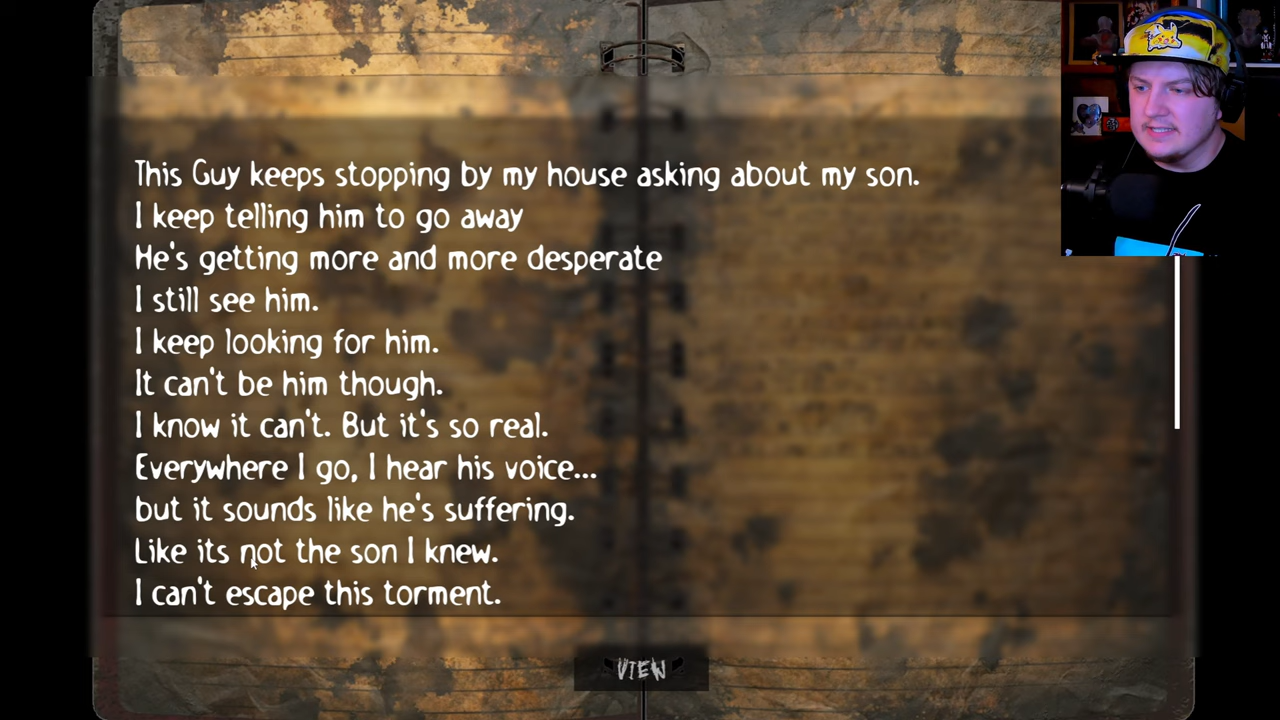 This Guy keeps stopping by my house asking about my son.
I keep telling him to go away
He's getting more and more desperate
I still see him.
I keep looking for him.
It can't be him though.
I know it can't. But it's so real.
Everywhere I go, I hear his voice...
but it sounds like he's suffering.
Like its not the son I knew.
I can't escape this torment.
VIEW